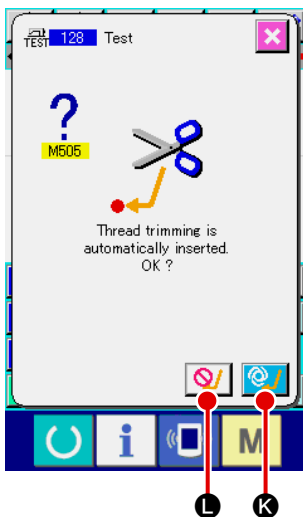 TEST 128 Test
?
M505
Thread trimming is
automatically inserted.
OK ?
i M
L K